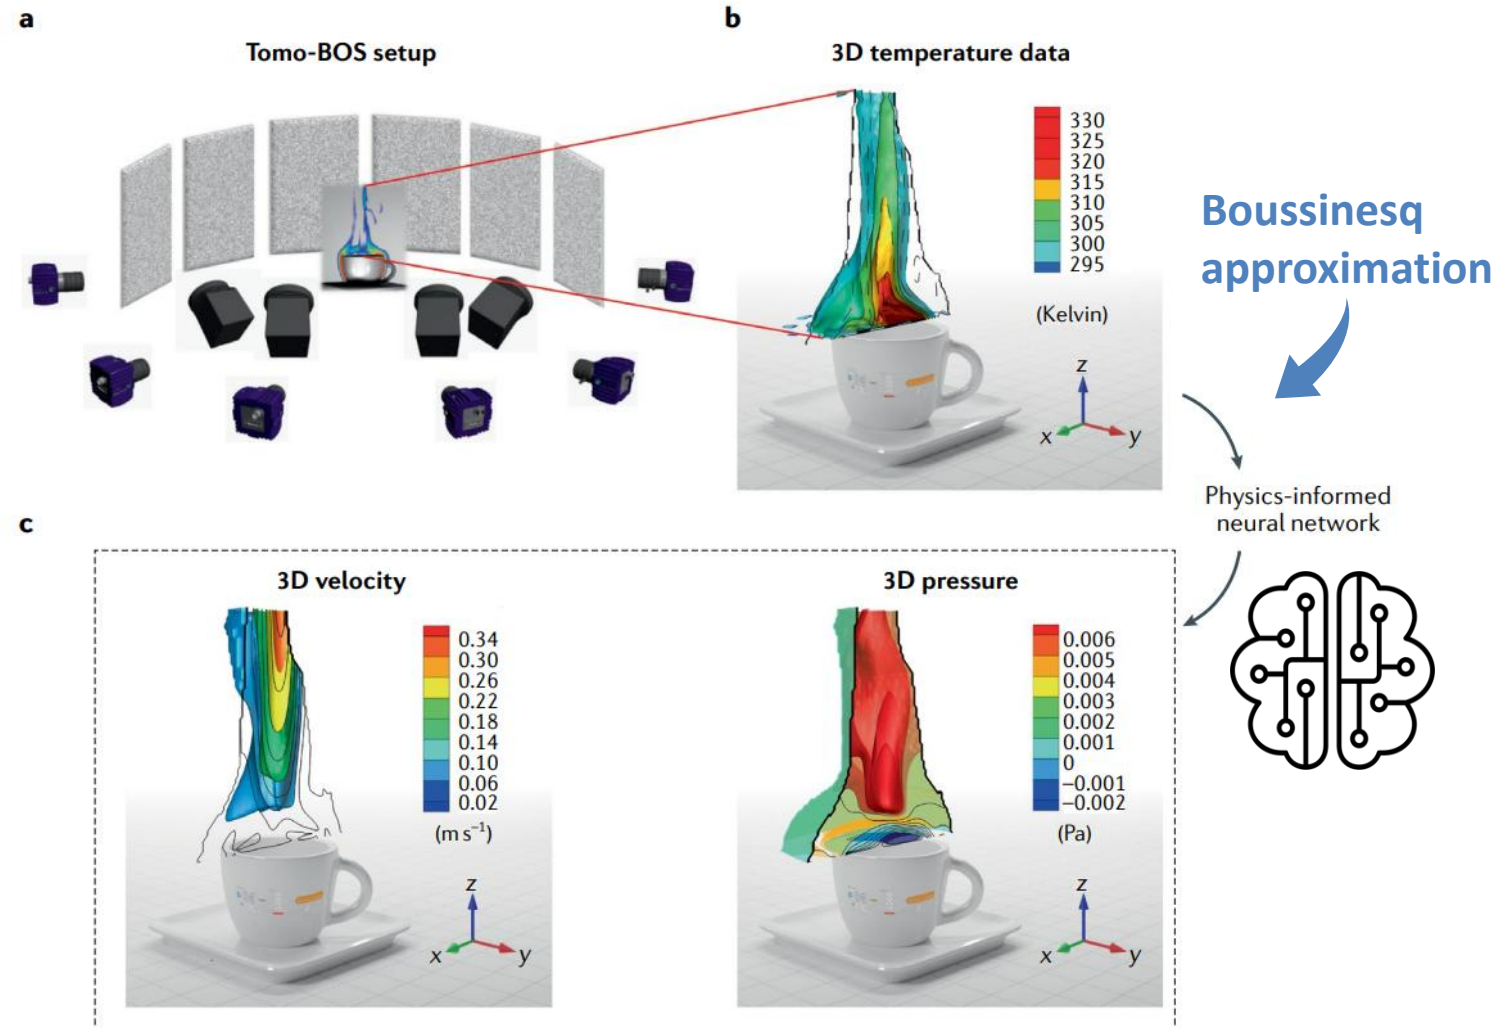 a
Tomo-BOS setup
b
3D temperature data
330
325
320
315
310
305
300
295
(Kelvin)
z
x
y
Boussinesq
approximation
Physics-informed
neural network
c
3D velocity
0.34
0.30
0.26
0.22
0.18
0.14
0.10
0.06
0.02
(m s⁻¹)
z
x
y
3D pressure
0.006
0.005
0.004
0.003
0.002
0.001
0
−0.001
−0.002
(Pa)
z
x
y